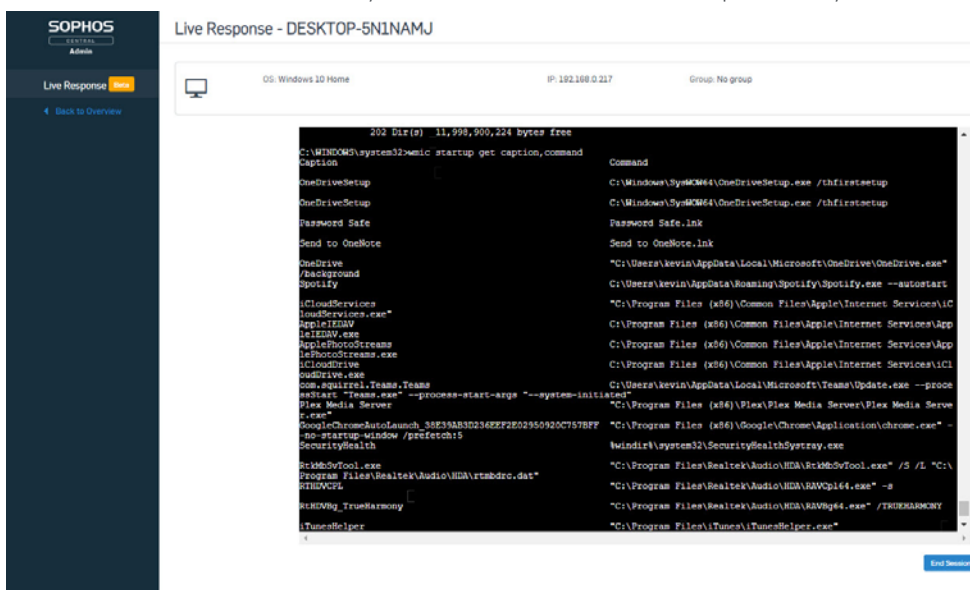 SOPHOS
CENTRAL
Admin
Live Response - DESKTOP-5N1NAMJ
Live Response Beta
Back to Overview
OS: Windows 10 Home IP: 192.168.0.217 Group: No group
202 Dir(s) 11,998,900,224 bytes free
C:\WINDOWS\system32>wmic startup get caption,command
Caption Command
OneDriveSetup C:\Windows\SysWOW64\OneDriveSetup.exe /thfirstsetup
OneDriveSetup C:\Windows\SysWOW64\OneDriveSetup.exe /thfirstsetup
Password Safe Password Safe.lnk
Send to OneNote Send to OneNote.lnk
OneDrive "C:\Users\kevin\AppData\Local\Microsoft\OneDrive\OneDrive.exe"
/background
Spotify C:\Users\kevin\AppData\Roaming\Spotify\Spotify.exe --autostart
iCloudServices "C:\Program Files (x86)\Common Files\Apple\Internet Services\iC
loudServices.exe"
AppleIEDAV C:\Program Files (x86)\Common Files\Apple\Internet Services\App
leIEDAV.exe
ApplePhotoStreams C:\Program Files (x86)\Common Files\Apple\Internet Services\App
lePhotoStreams.exe
iCloudDrive C:\Program Files (x86)\Common Files\Apple\Internet Services\iCl
oudDrive.exe
com.squirrel.Teams.Teams C:\Users\kevin\AppData\Local\Microsoft\Teams\Update.exe --proce
ssStart "Teams.exe" --process-start-args "--system-initiated"
Plex Media Server "C:\Program Files (x86)\Plex\Plex Media Server\Plex Media Serve
r.exe"
GoogleChromeAutoLaunch_38E39AB3D236EEF2E02950920C757BFF "C:\Program Files (x86)\Google\Chrome\Application\chrome.exe" -
-no-startup-window /prefetch:5
SecurityHealth %windir%\system32\SecurityHealthSystray.exe
RtkMbSvTool.exe "C:\Program Files\Realtek\Audio\HDA\RtkMbSvTool.exe" /S /L "C:\
Program Files\Realtek\Audio\HDA\rtmbdrc.dat"
RTHDVCPL "C:\Program Files\Realtek\Audio\HDA\RAVCpl64.exe" -s
RtHDVBg_TrueHarmony "C:\Program Files\Realtek\Audio\HDA\RAVBg64.exe" /TRUEHARMONY
iTunesHelper "C:\Program Files\iTunes\iTunesHelper.exe"
End Session